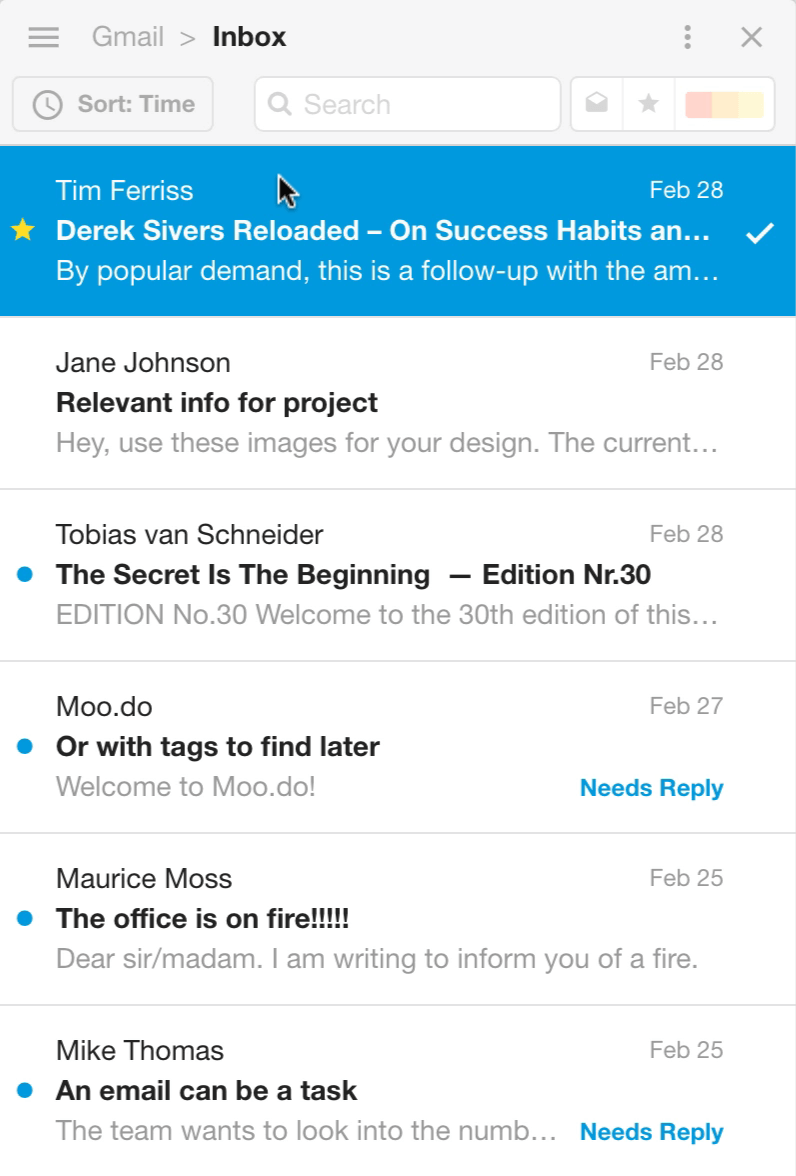 Gmail > Inbox
Sort: Time
Search
Tim Ferriss Feb 28
Derek Sivers Reloaded – On Success Habits an…
By popular demand, this is a follow-up with the am…
Jane Johnson Feb 28
Relevant info for project
Hey, use these images for your design. The current…
Tobias van Schneider Feb 28
The Secret Is The Beginning  — Edition Nr.30
EDITION No.30 Welcome to the 30th edition of this…
Moo.do Feb 27
Or with tags to find later
Welcome to Moo.do! Needs Reply
Maurice Moss Feb 25
The office is on fire!!!!!
Dear sir/madam. I am writing to inform you of a fire.
Mike Thomas Feb 25
An email can be a task
The team wants to look into the numb… Needs Reply